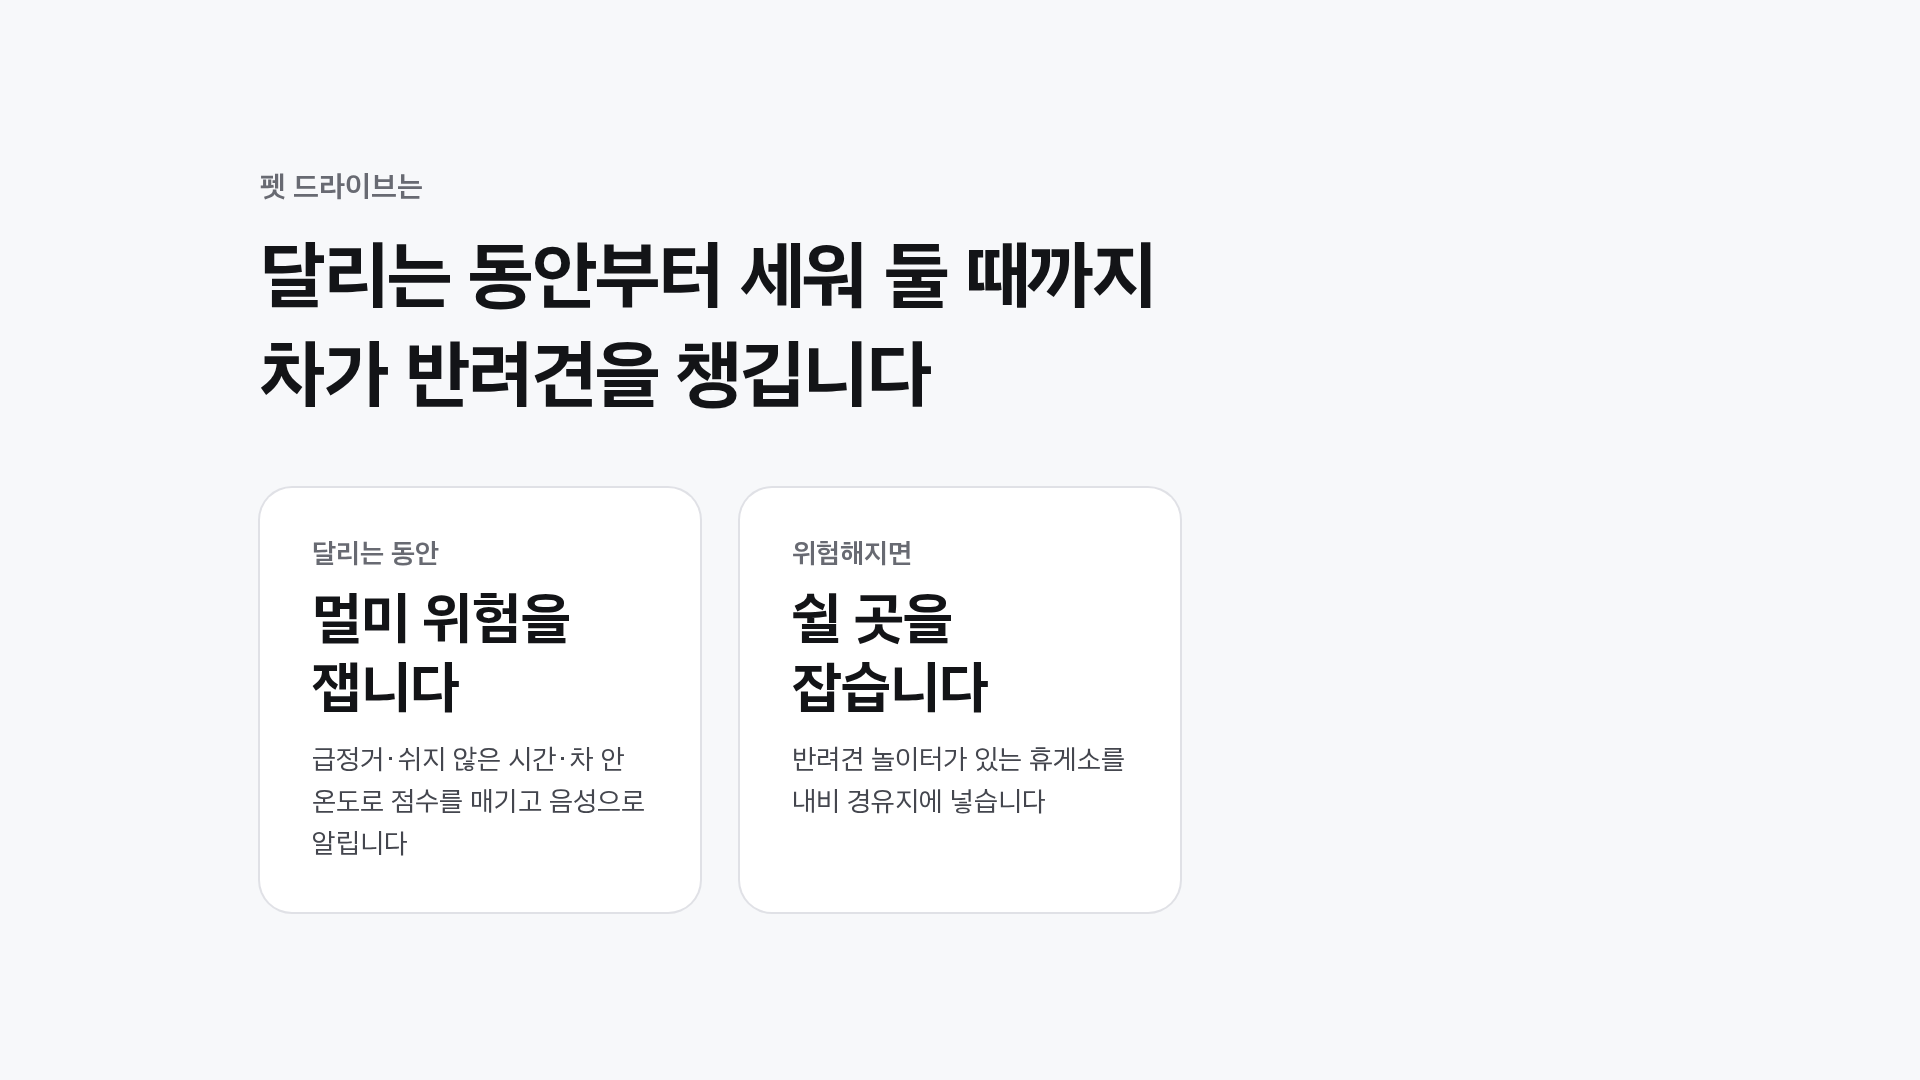 펫 드라이브는
달리는 동안부터 세워 둘 때까지
차가 반려견을 챙깁니다
달리는 동안
멀미 위험을
잽니다
급정거·쉬지 않은 시간·차 안
온도로 점수를 매기고 음성으로
알립니다
위험해지면
쉴 곳을
잡습니다
반려견 놀이터가 있는 휴게소를
내비 경유지에 넣습니다